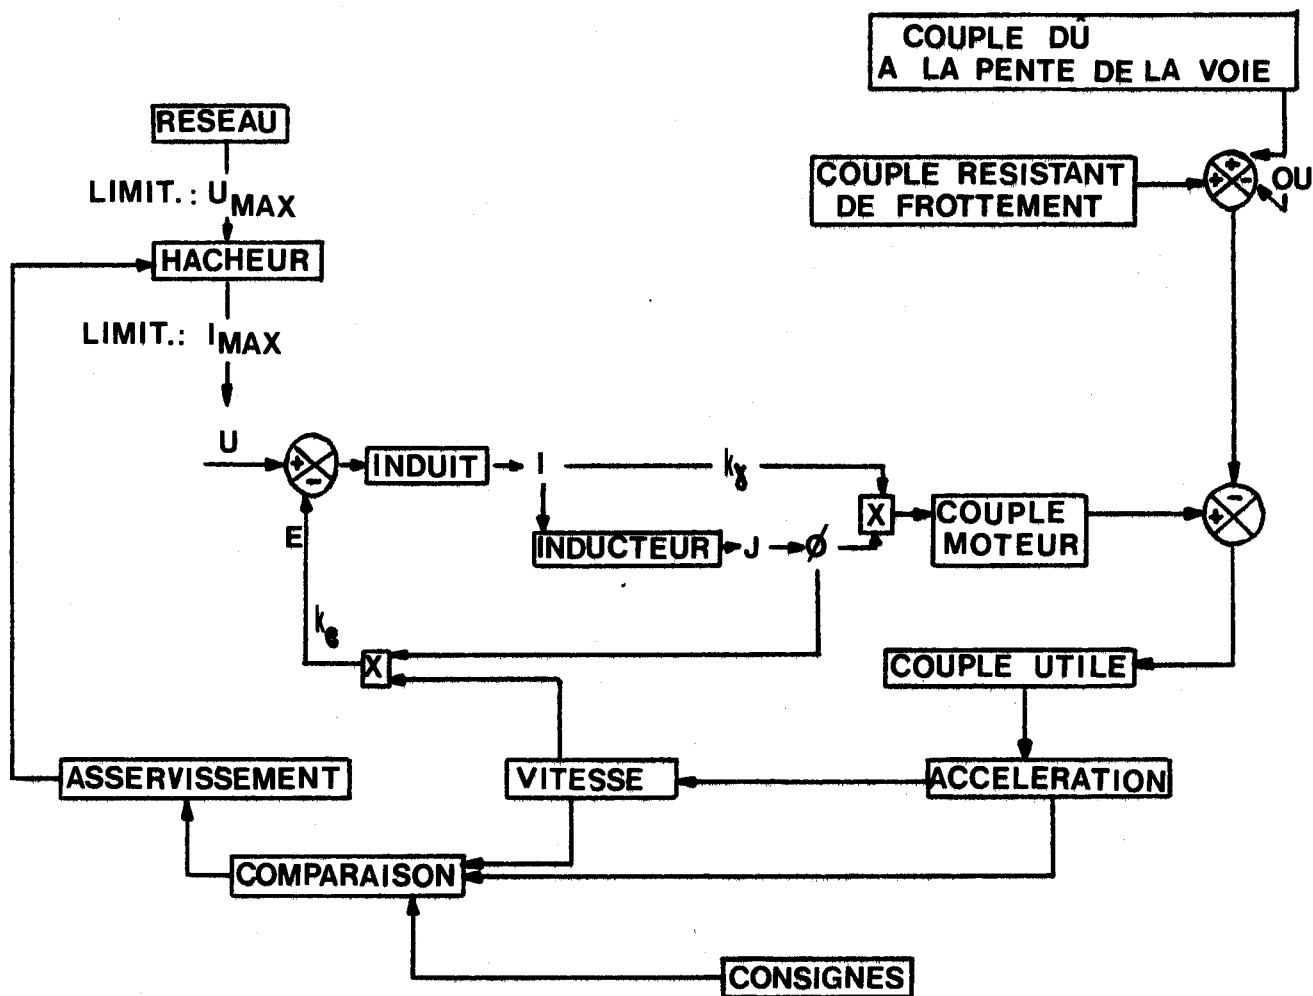 COUPLE DÛ
A LA PENTE DE LA VOIE
RESEAU
LIMIT.: UMAX
COUPLE RESISTANT
DE FROTTEMENT
+
+
-
OU
HACHEUR
LIMIT.: IMAX
U
+
-
INDUIT
I
kγ
X
COUPLE
MOTEUR
+
-
E
INDUCTEUR
J
Ø
ke
X
COUPLE UTILE
ASSERVISSEMENT
VITESSE
ACCELERATION
COMPARAISON
CONSIGNES